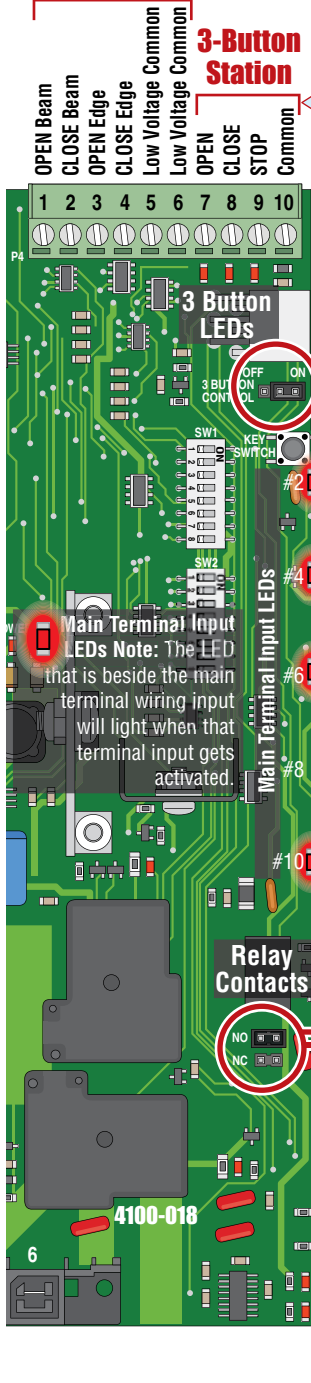 3-Button
Station
OPEN Beam
CLOSE Beam
OPEN Edge
CLOSE Edge
Low Voltage Common
Low Voltage Common
OPEN
CLOSE
STOP
Common
1 2 3 4 5 6 7 8 9 10
P4
3 Button
LEDs
OFF ON
3 BUTTON
CONTROL
SW1
ON
1
2
3
4
5
6
7
8
KEY
SWITCH
#2
SW2
ON
1
2
3
#4
Main Terminal Input LEDs
Main Terminal Input
LEDs Note: The LED
that is beside the main
terminal wiring input
will light when that
terminal input gets
activated.
#6
#8
#10
Relay
Contacts
NO
NC
4100-018
6